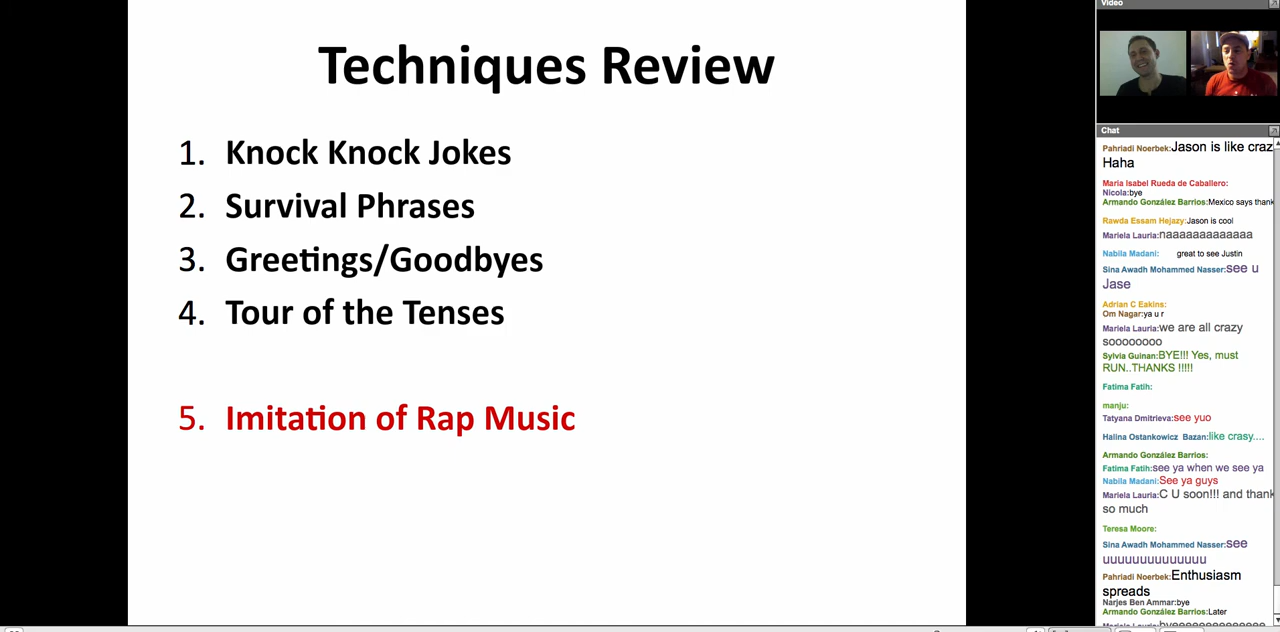 Techniques Review
1. Knock Knock Jokes
2. Survival Phrases
3. Greetings/Goodbyes
4. Tour of the Tenses
5. Imitation of Rap Music
Video
Chat
Pahriadi Noerbek:Jason is like craz
Haha
Maria Isabel Rueda de Caballero:
Nicola:bye
Armando González Barrios:Mexico says thank
Rawda Essam Hejazy:Jason is cool
Mariela Lauria:naaaaaaaaaaaaa
Nabila Madani: great to see Justin
Sina Awadh Mohammed Nasser:see u
Jase
Adrian C Eakins:
Om Nagar:ya u r
Mariela Lauria:we are all crazy
soooooooo
Sylvia Guinan:BYE!!! Yes, must
RUN..THANKS !!!!!
Fatima Fatih:
manju:
Tatyana Dmitrieva:see yuo
Halina Ostankowicz Bazan:like crasy....
Armando González Barrios:
Fatima Fatih:see ya when we see ya
Nabila Madani:See ya guys
Mariela Lauria:C U soon!!! and thank
so much
Teresa Moore:
Sina Awadh Mohammed Nasser:see
uuuuuuuuuuuuuu
Pahriadi Noerbek:Enthusiasm
spreads
Narjes Ben Ammar:bye
Armando González Barrios:Later